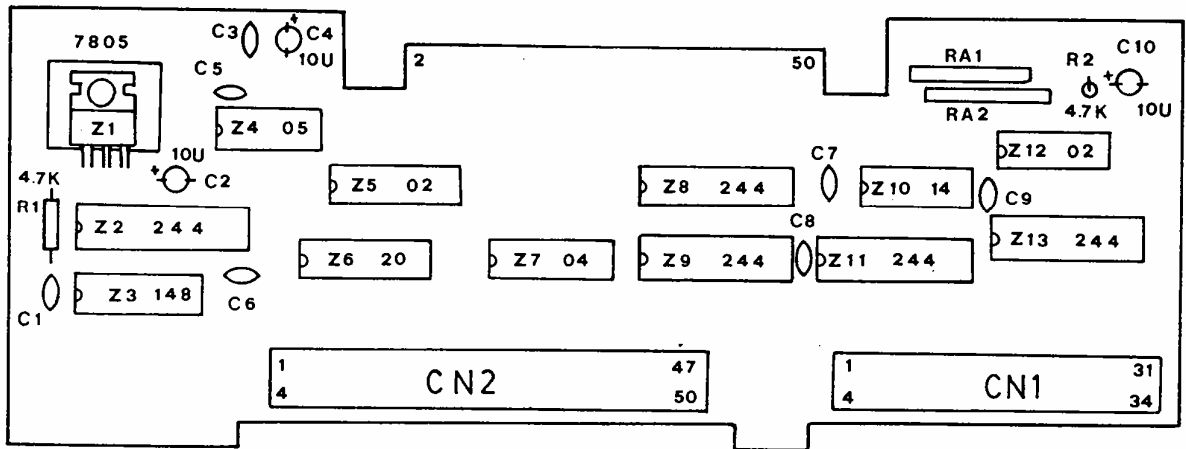 7805
Z1
C3
C4
10U
C5
Z4 05
2
50
RA1
RA2
R2
4.7K
C10
10U
Z12 02
10U
C2
4.7K
R1
Z2 244
Z5 02
Z8 244
C7
Z10 14
C9
Z13 244
C1
Z3 148
C6
Z6 20
Z7 04
Z9 244
C8
Z11 244
1
47
CN2
4
50
1
31
CN1
4
34